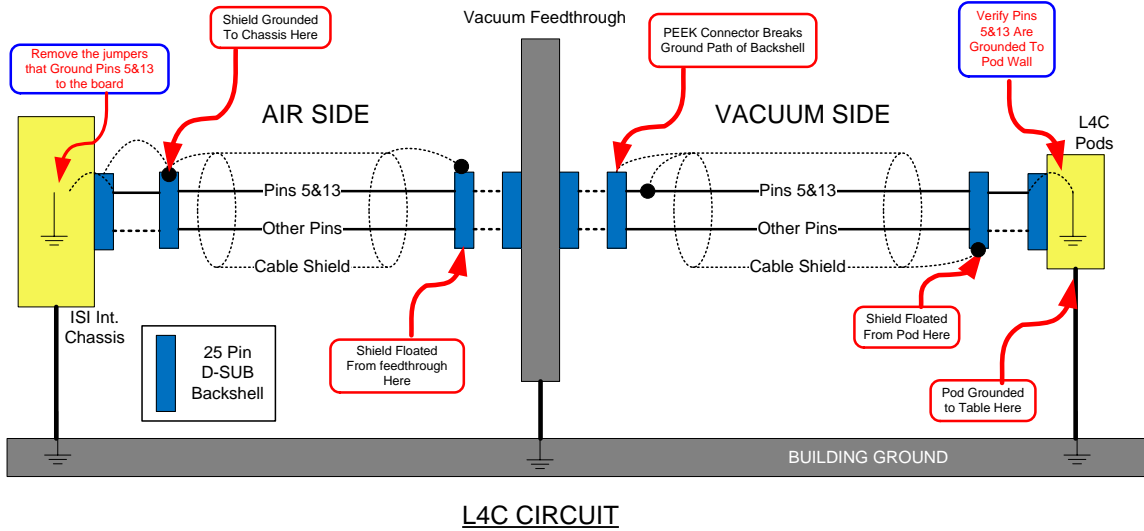 Shield Grounded
To Chassis Here
Vacuum Feedthrough
PEEK Connector Breaks
Ground Path of Backshell
Verify Pins
5&13 Are
Grounded To
Pod Wall
Remove the jumpers
that Ground Pins 5&13
to the board
AIR SIDE
VACUUM SIDE
L4C
Pods
Pins 5&13
Pins 5&13
Other Pins
Other Pins
Cable Shield
Cable Shield
ISI Int.
Chassis
25 Pin
D-SUB
Backshell
Shield Floated
From feedthrough
Here
Shield Floated
From Pod Here
Pod Grounded
to Table Here
BUILDING GROUND
L4C CIRCUIT